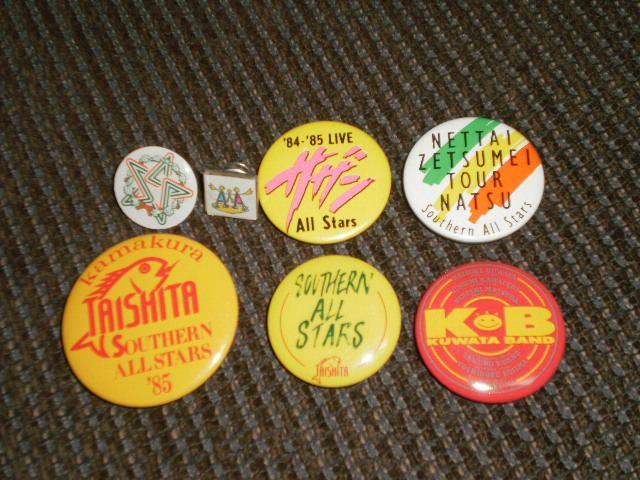 '84-'85 LIVE
サザン
All Stars
NETTAI
ZETSUMEI
TOUR
NATSU
Southern All Stars
kamakura
TAISHITA
SOUTHERN
ALL STARS
'85
SOUTHERN
ALL
STARS
TAISHITA
KB
KUWATA BAND